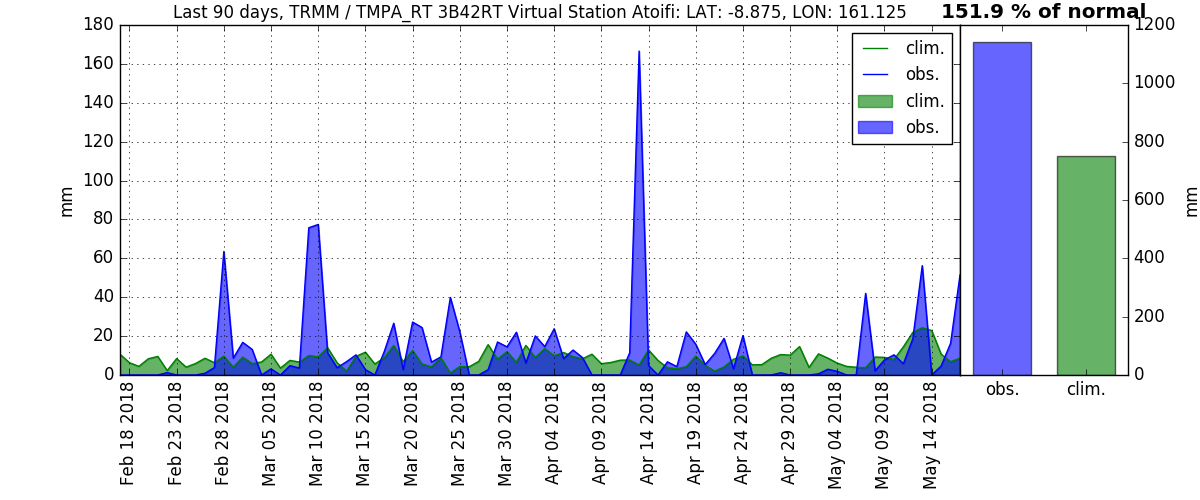 Last 90 days, TRMM / TMPA_RT 3B42RT Virtual Station Atoifi: LAT: -8.875, LON: 161.125
151.9 % of normal
180
160
140
120
100
80
60
40
20
0
mm
clim.
obs.
clim.
obs.
1200
1000
800
600
400
200
0
mm
Feb 18 2018
Feb 23 2018
Feb 28 2018
Mar 05 2018
Mar 10 2018
Mar 15 2018
Mar 20 2018
Mar 25 2018
Mar 30 2018
Apr 04 2018
Apr 09 2018
Apr 14 2018
Apr 19 2018
Apr 24 2018
Apr 29 2018
May 04 2018
May 09 2018
May 14 2018
obs.
clim.